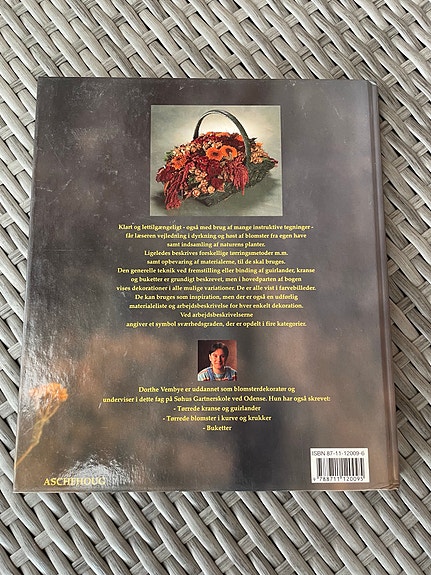 Klart og lettilgængeligt - også med brug af mange instruktive tegninger -
får læseren vejledning i dyrkning og høst af blomster fra egen have
samt indsamling af naturens planter.
Ligeledes beskrives forskellige tørringsmetoder m.m.
samt opbevaring af materialerne, til de skal bruges.
Den generelle teknik ved fremstilling eller binding af guirlander, kranse
og buketter er grundigt beskrevet, men i hovedparten af bogen
vises dekorationer i alle mulige variationer. De er alle vist i farvebilleder.
De kan bruges som inspiration, men der er også en udførlig
materialeliste og arbejdsbeskrivelse for hver enkelt dekoration.
Ved arbejdsbeskrivelserne
angiver et symbol sværhedsgraden, der er opdelt i fire kategorier.
Dorthe Vembye er uddannet som blomsterdekoratør og
underviser i dette fag på Søhus Gartnerskole ved Odense. Hun har også skrevet:
- Tørrede kranse og guirlander
- Tørrede blomster i kurve og krukker
- Buketter
ISBN 87-11-12009-6
9 788711 120095
ASCHEHOUG